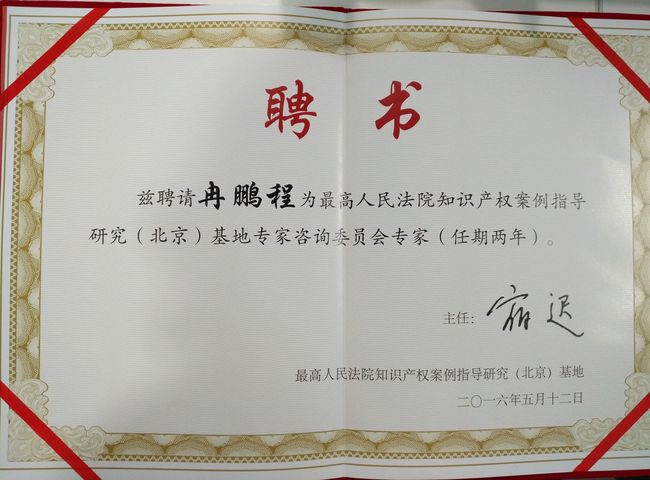 聘书
兹聘请冉鹏程为最高人民法院知识产权案例指导
研究（北京）基地专家咨询委员会专家（任期两年）。
主任：宿迟
最高人民法院知识产权案例指导研究（北京）基地
二〇一六年五月十二日